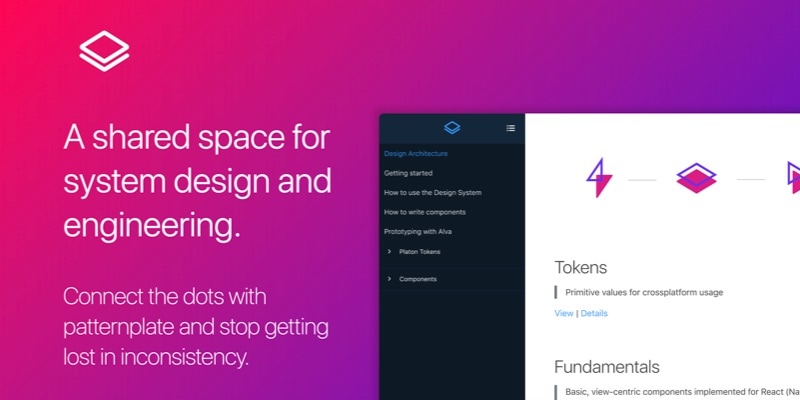 A shared space for
system design and
engineering.
Connect the dots with
patternplate and stop getting
lost in inconsistency.
Design Architecture
Getting started
How to use the Design System
How to write components
Prototyping with Alva
Platon Tokens
Components
Tokens
Primitive values for crossplatform usage
View | Details
Fundamentals
Basic, view-centric components implemented for React (Na